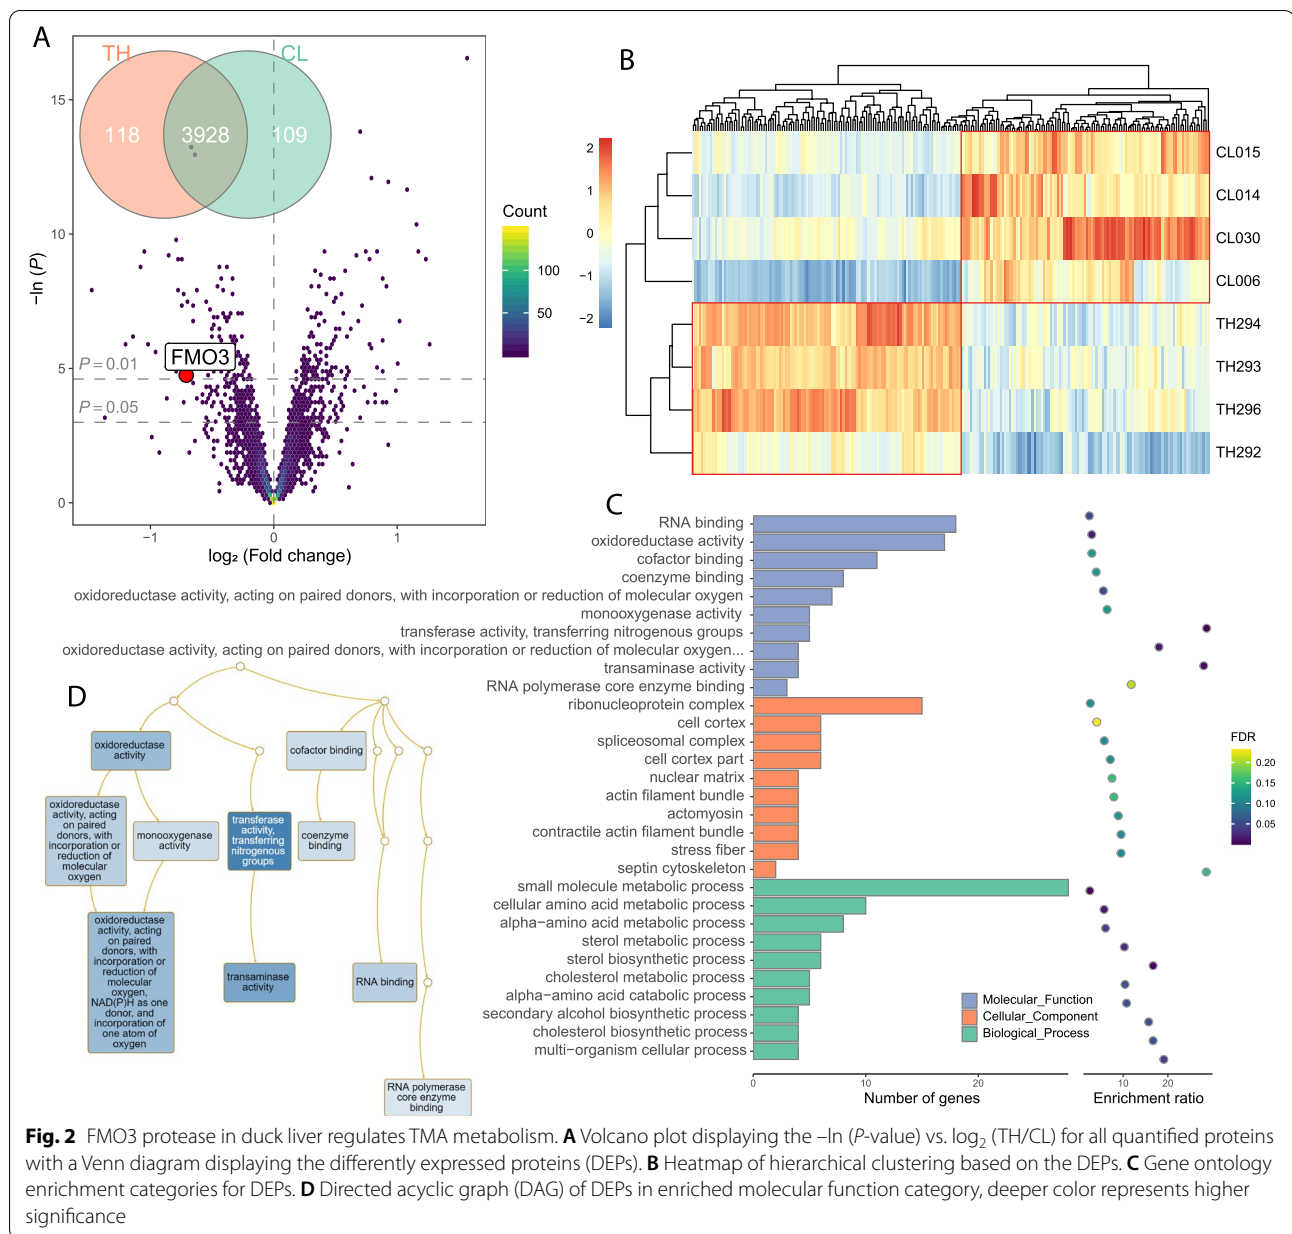 A
TH
CL
118
3928
109
15
10
5
0
−ln (P)
P = 0.01
P = 0.05
FMO3
−1
0
1
log₂ (Fold change)
Count
100
50
B
2
1
0
−1
−2
CL015
CL014
CL030
CL006
TH294
TH293
TH296
TH292
C
RNA binding
oxidoreductase activity
cofactor binding
coenzyme binding
oxidoreductase activity, acting on paired donors, with incorporation or reduction of molecular oxygen
monooxygenase activity
transferase activity, transferring nitrogenous groups
oxidoreductase activity, acting on paired donors, with incorporation or reduction of molecular oxygen...
transaminase activity
RNA polymerase core enzyme binding
ribonucleoprotein complex
cell cortex
spliceosomal complex
cell cortex part
nuclear matrix
actin filament bundle
actomyosin
contractile actin filament bundle
stress fiber
septin cytoskeleton
small molecule metabolic process
cellular amino acid metabolic process
alpha−amino acid metabolic process
sterol metabolic process
sterol biosynthetic process
cholesterol metabolic process
alpha−amino acid catabolic process
secondary alcohol biosynthetic process
cholesterol biosynthetic process
multi−organism cellular process
Molecular_Function
Cellular_Component
Biological_Process
0
10
20
Number of genes
10
20
Enrichment ratio
FDR
0.20
0.10
0.05
D
oxidoreductase
activity
cofactor binding
oxidoreductase
activity, acting
on paired
donors, with
incorporation or
reduction of
molecular
oxygen
monooxygenase
activity
transferase
activity,
transferring
nitrogenous
groups
coenzyme
binding
oxidoreductase
activity, acting
on paired
donors, with
incorporation or
reduction of
molecular
oxygen,
NAD(P)H as one
donor, and
incorporation of
one atom of
oxygen
transaminase
activity
RNA binding
RNA polymerase
core enzyme
binding
Fig. 2 FMO3 protease in duck liver regulates TMA metabolism. A Volcano plot displaying the –ln (P-value) vs. log₂ (TH/CL) for all quantified proteins
with a Venn diagram displaying the differently expressed proteins (DEPs). B Heatmap of hierarchical clustering based on the DEPs. C Gene ontology
enrichment categories for DEPs. D Directed acyclic graph (DAG) of DEPs in enriched molecular function category, deeper color represents higher
significance